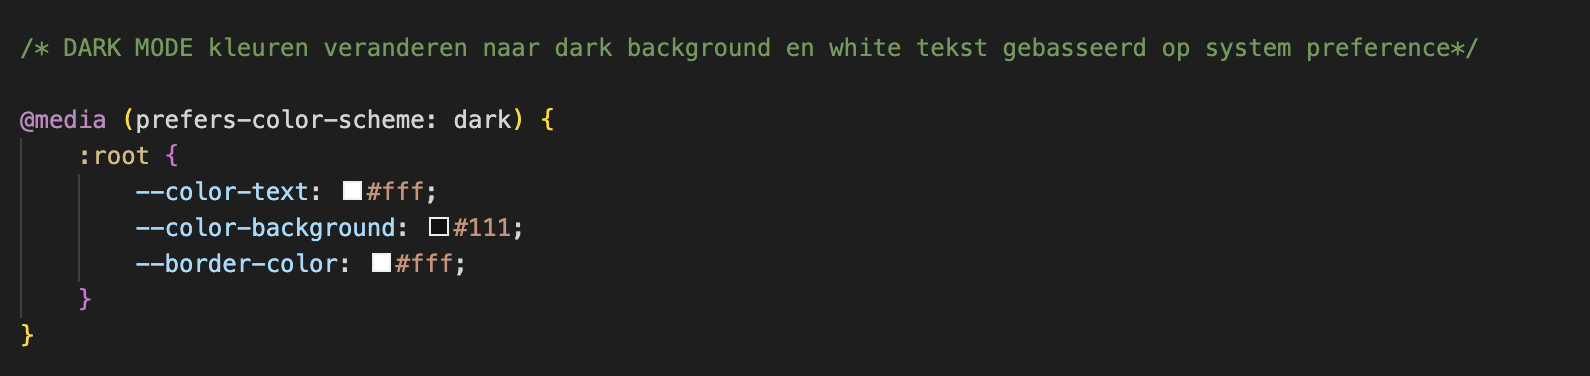 /* DARK MODE kleuren veranderen naar dark background en white tekst gebasseerd op system preference*/
@media (prefers-color-scheme: dark) {
:root {
--color-text: #fff;
--color-background: #111;
--border-color: #fff;
}
}